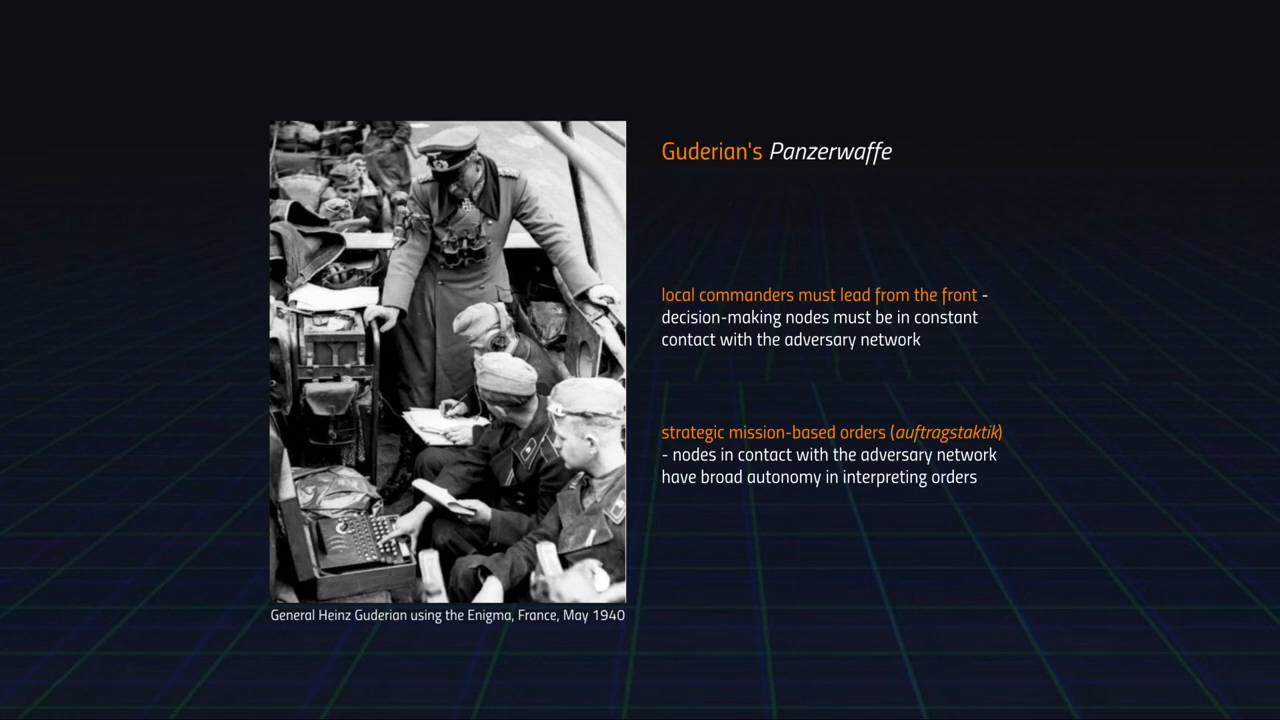 Guderian's Panzerwaffe
local commanders must lead from the front -
decision-making nodes must be in constant
contact with the adversary network
strategic mission-based orders (auftragstaktik)
- nodes in contact with the adversary network
have broad autonomy in interpreting orders
General Heinz Guderian using the Enigma, France, May 1940